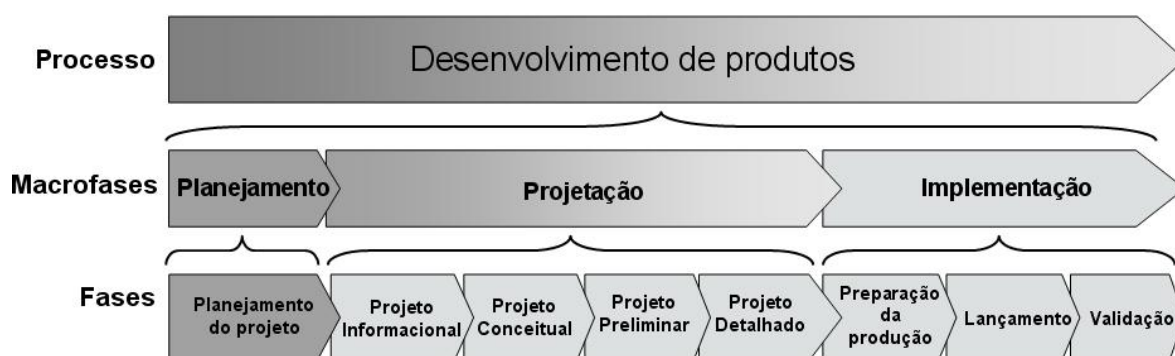 Processo
Desenvolvimento de produtos
Macrofases
Planejamento
Projetação
Implementação
Fases
Planejamento
do projeto
Projeto
Informacional
Projeto
Conceitual
Projeto
Preliminar
Projeto
Detalhado
Preparação
da
produção
Lançamento
Validação